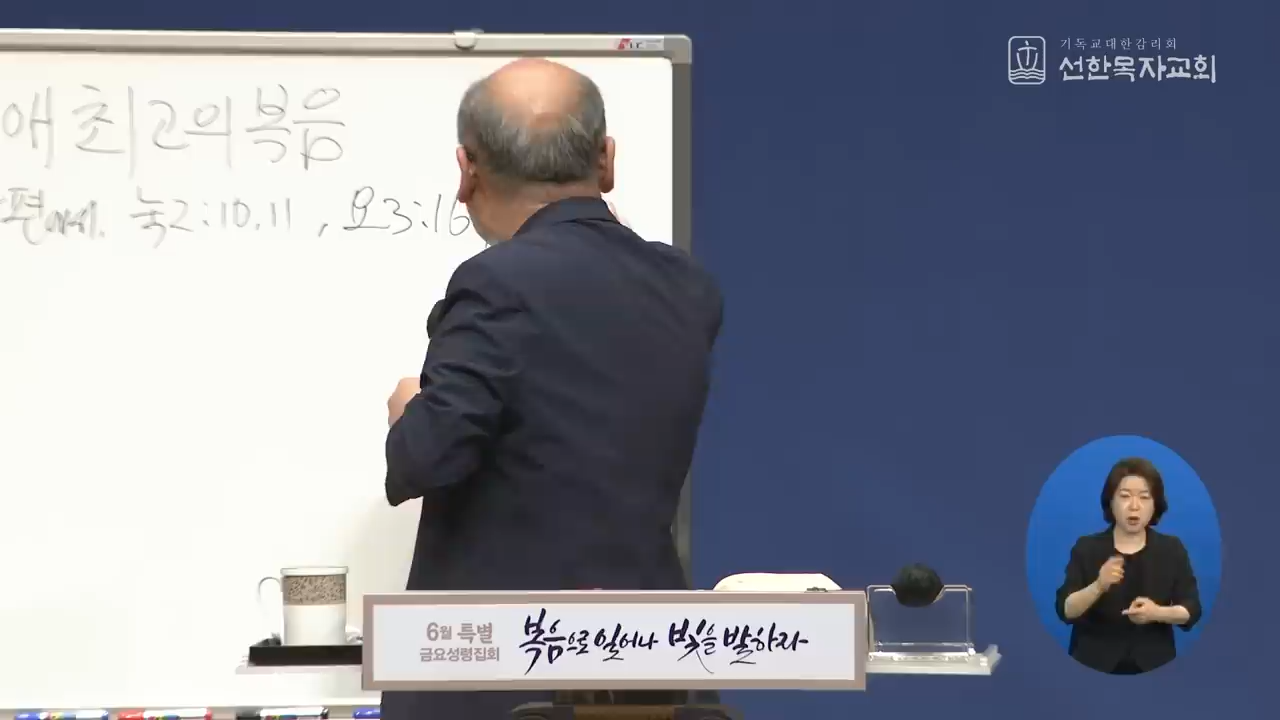 기독교대한감리회
선한목자교회
애 최고의 복음
편에서. 눅2:10,11 , 요3:16
6월 특별
금요성령집회
복음으로 일어나 빛을 발하라